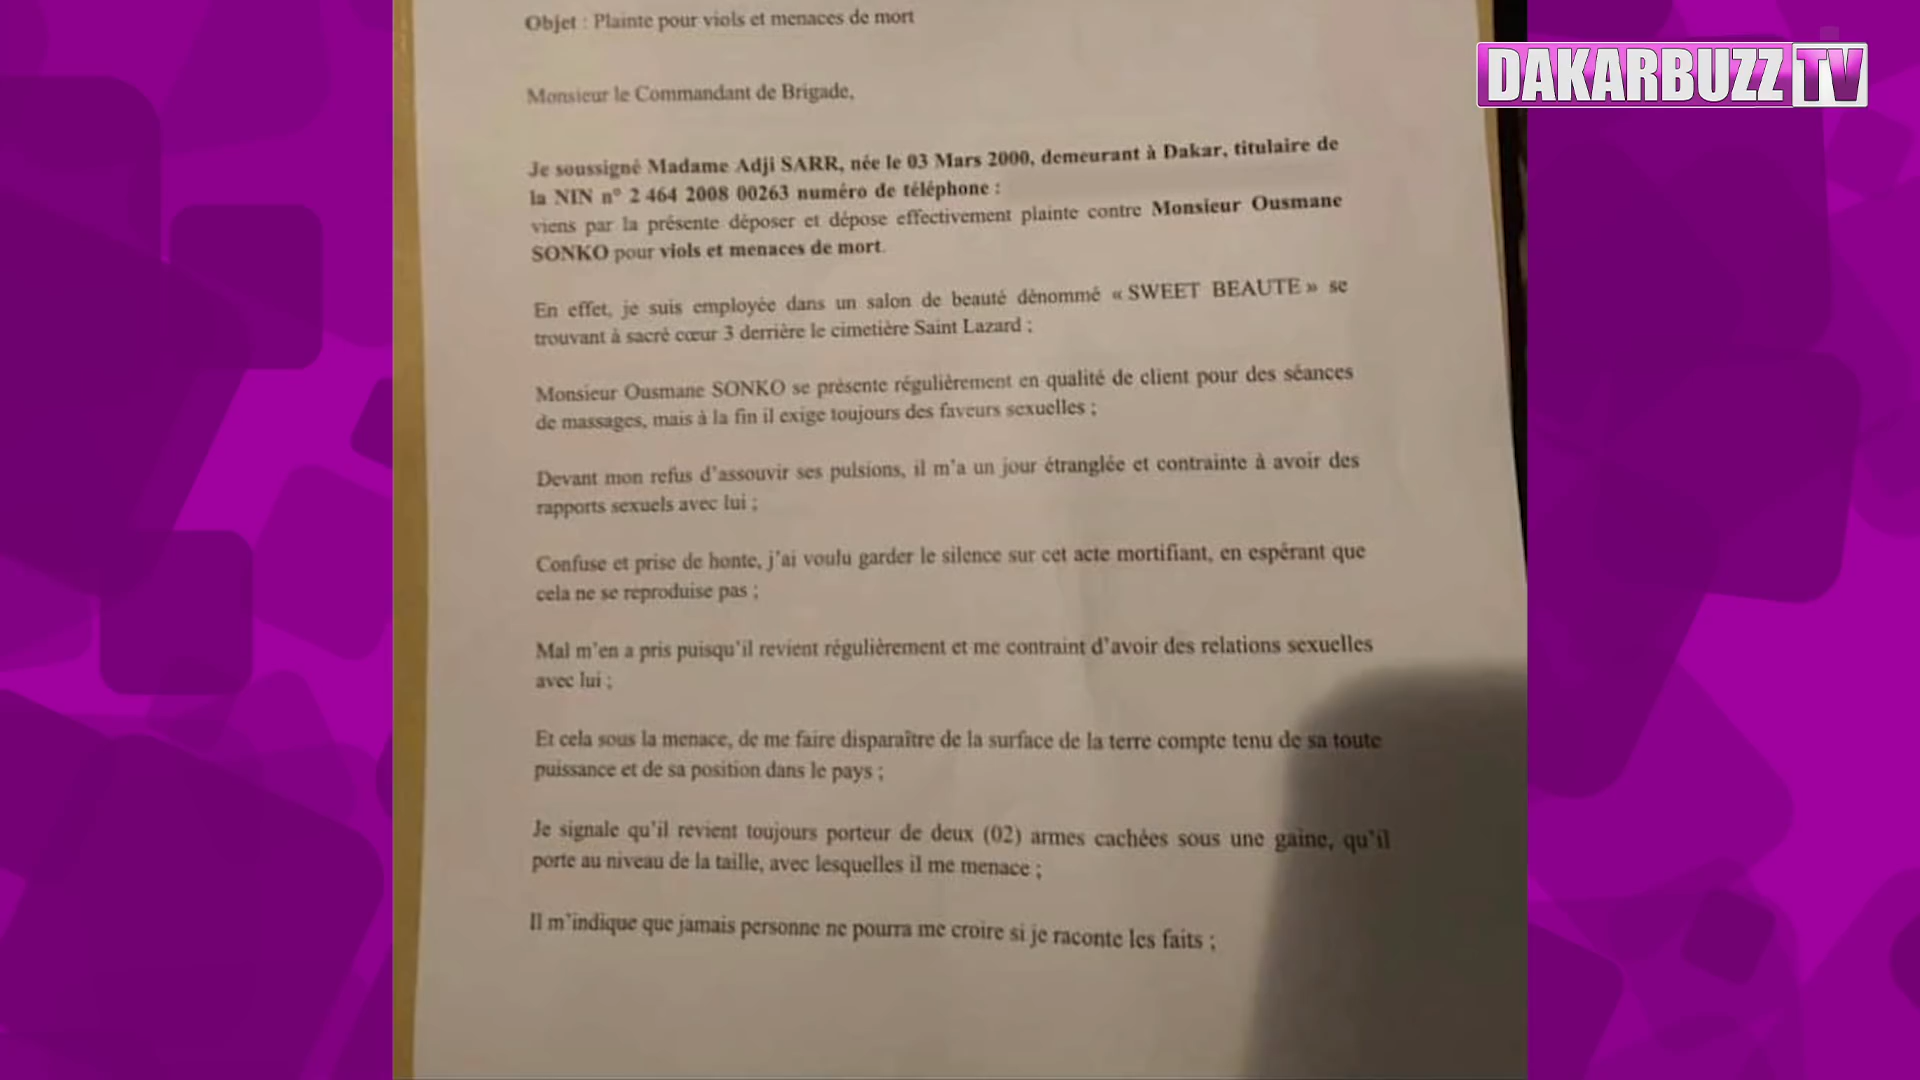 Objet : Plainte pour viols et menaces de mort
DAKARBUZZ TV
Monsieur le Commandant de Brigade,
Je soussigné Madame Adji SARR, née le 03 Mars 2000, demeurant à Dakar, titulaire de
la NIN n° 2 464 2008 00263 numéro de téléphone :
viens par la présente déposer et dépose effectivement plainte contre Monsieur Ousmane
SONKO pour viols et menaces de mort.
En effet, je suis employée dans un salon de beauté dénommé « SWEET BEAUTE » se
trouvant à sacré cœur 3 derrière le cimetière Saint Lazard ;
Monsieur Ousmane SONKO se présente régulièrement en qualité de client pour des séances
de massages, mais à la fin il exige toujours des faveurs sexuelles ;
Devant mon refus d'assouvir ses pulsions, il m'a un jour étranglée et contrainte à avoir des
rapports sexuels avec lui ;
Confuse et prise de honte, j'ai voulu garder le silence sur cet acte mortifiant, en espérant que
cela ne se reproduise pas ;
Mal m'en a pris puisqu'il revient régulièrement et me contraint d'avoir des relations sexuelles
avec lui ;
Et cela sous la menace, de me faire disparaître de la surface de la terre compte tenu de sa toute
puissance et de sa position dans le pays ;
Je signale qu'il revient toujours porteur de deux (02) armes cachées sous une gaine, qu'il
porte au niveau de la taille, avec lesquelles il me menace ;
Il m'indique que jamais personne ne pourra me croire si je raconte les faits ;